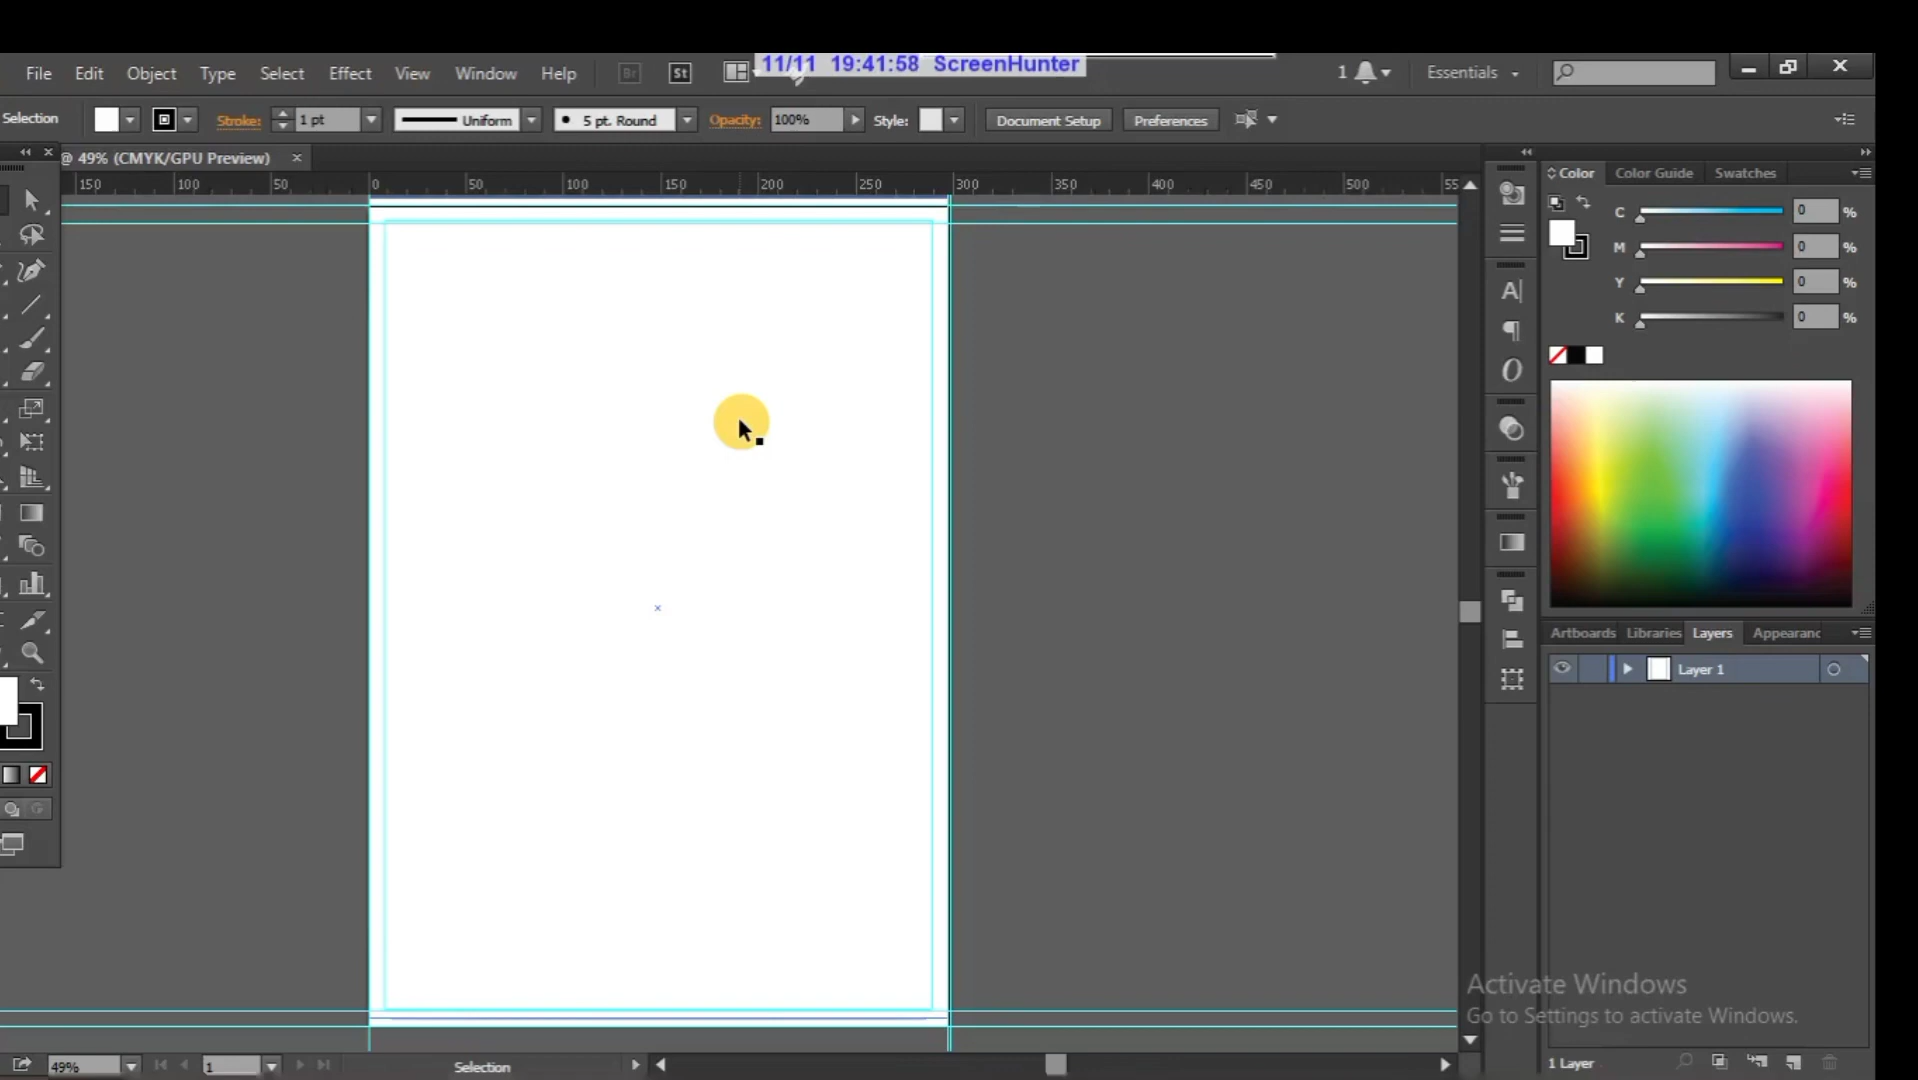 11/11 19:41:58 ScreenHunter
File Edit Object Type Select Effect View Window Help Br St 1 Essentials
Selection Stroke: 1 pt Uniform 5 pt. Round Opacity: 100% Style: Document Setup Preferences
@ 49% (CMYK/GPU Preview)
150 100 50 0 50 100 150 200 250 300 350 400 450 500 55
Color Color Guide Swatches
C 0 %
M 0 %
Y 0 %
K 0 %
Artboards Libraries Layers Appearanc
Layer 1
Activate Windows
Go to Settings to activate Windows.
49% 1 Selection 1 Layer